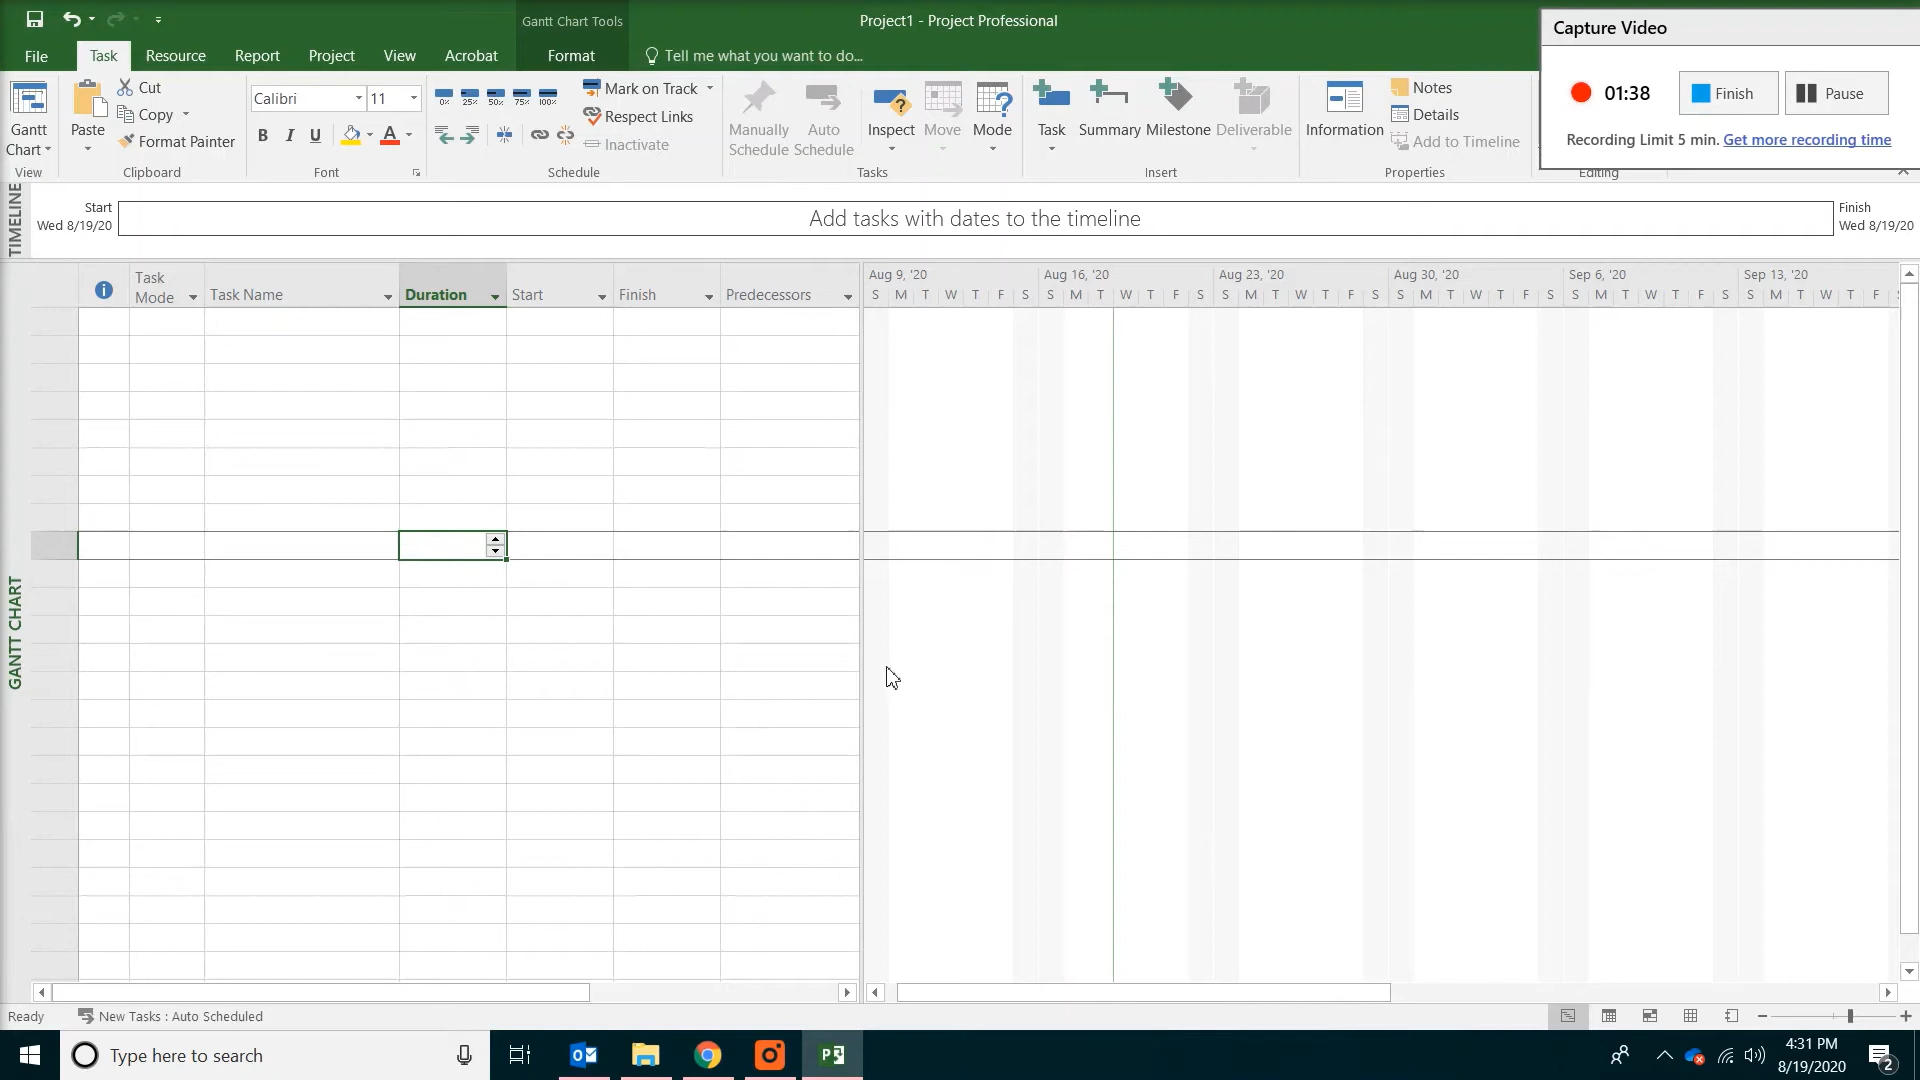 Gantt Chart Tools
Project1 - Project Professional
File Task Resource Report Project View Acrobat Format Tell me what you want to do...
Capture Video
01:38 Finish Pause
Recording Limit 5 min. Get more recording time
Gantt
Chart
View
Paste
Cut
Copy
Format Painter
Clipboard
Calibri 11
B I U A
Font
0% 25% 50% 75% 100%
Mark on Track
Respect Links
Inactivate
Schedule
Manually
Schedule
Auto
Schedule
Inspect
Move
Mode
Tasks
Task
Summary
Milestone
Deliverable
Insert
Information
Notes
Details
Add to Timeline
Properties
Editing
TIMELINE
Start
Wed 8/19/20
Add tasks with dates to the timeline
Finish
Wed 8/19/20
Task
Mode
Task Name
Duration
Start
Finish
Predecessors
Aug 9, '20 Aug 16, '20 Aug 23, '20 Aug 30, '20 Sep 6, '20 Sep 13, '20
S M T W T F S S M T W T F S S M T W T F S S M T W T F S S M T W T F S S M T W T F
GANTT CHART
Ready New Tasks : Auto Scheduled
Type here to search
4:31 PM
8/19/2020
2